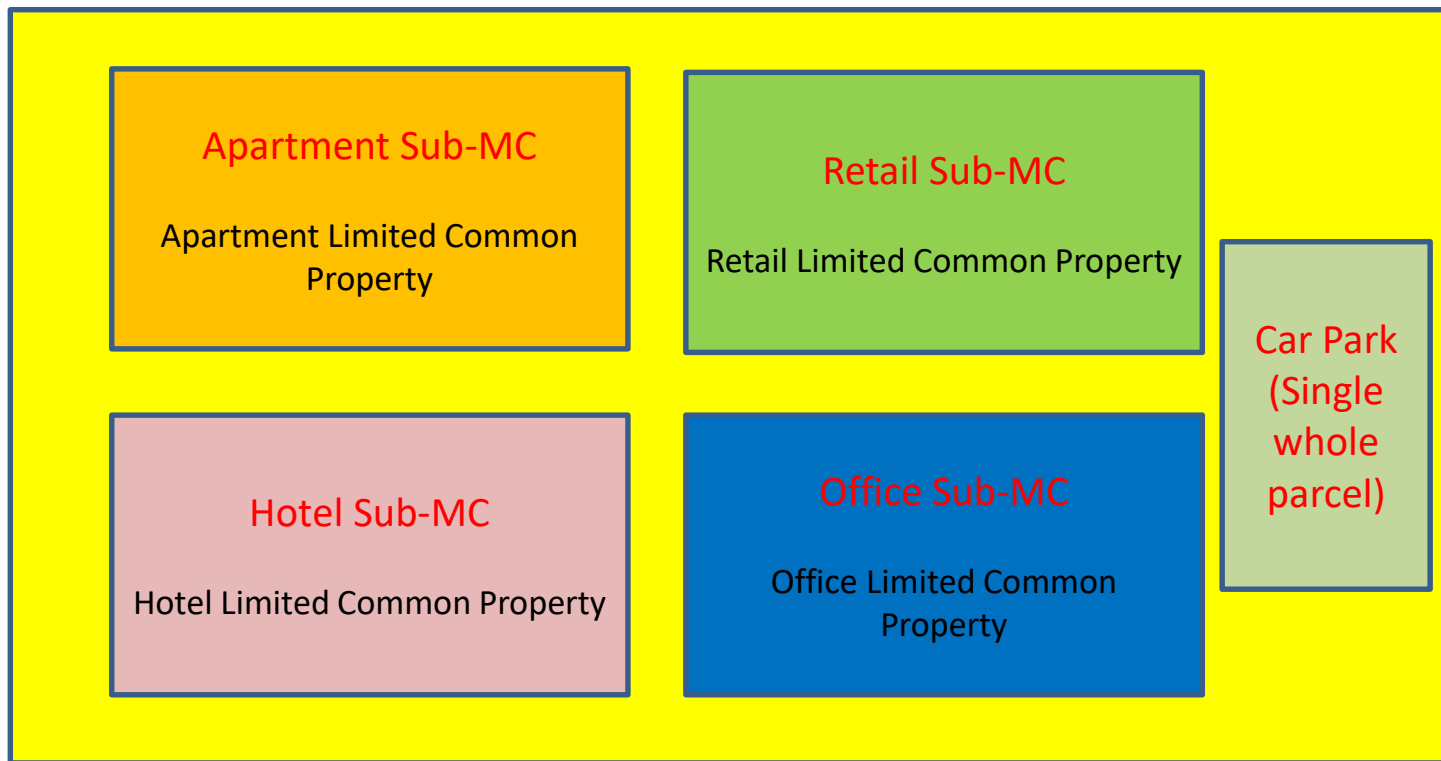 Apartment Sub-MC
Apartment Limited Common
Property
Retail Sub-MC
Retail Limited Common Property
Car Park
(Single
whole
parcel)
Hotel Sub-MC
Hotel Limited Common Property
Office Sub-MC
Office Limited Common
Property